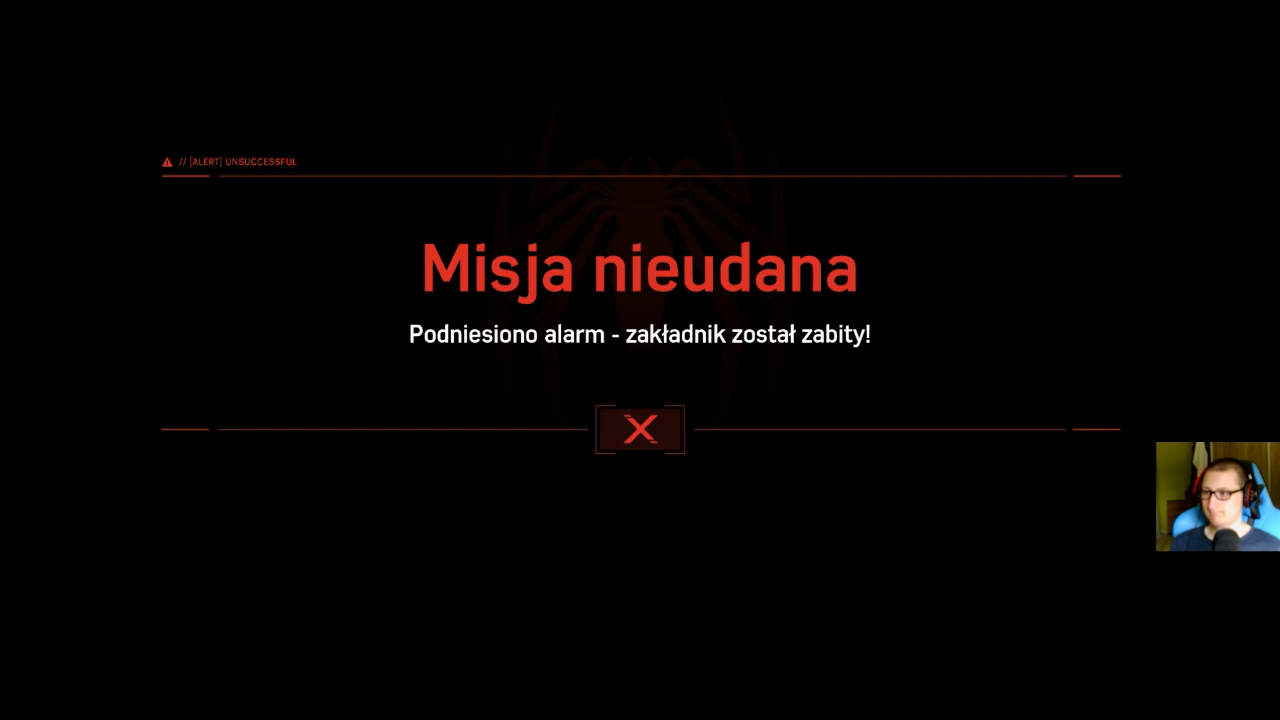 // [ALERT] UNSUCCESSFUL
Misja nieudana
Podniesiono alarm - zakładnik został zabity!